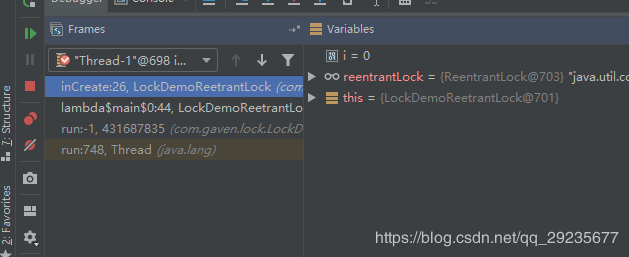 Debugger
Console
Frames
Variables
"Thread-1"@698 i...
i = 0
inCreate:26, LockDemoReetrantLock (com
reentrantLock = {ReentrantLock@703} "java.util.co
lambda$main$0:44, LockDemoReetrantLo
this = {LockDemoReetrantLock@701}
run:-1, 431687835 (com.gaven.lock.LockD
run:748, Thread (java.lang)
7: Structure
2: Favorites
https://blog.csdn.net/qq_29235677